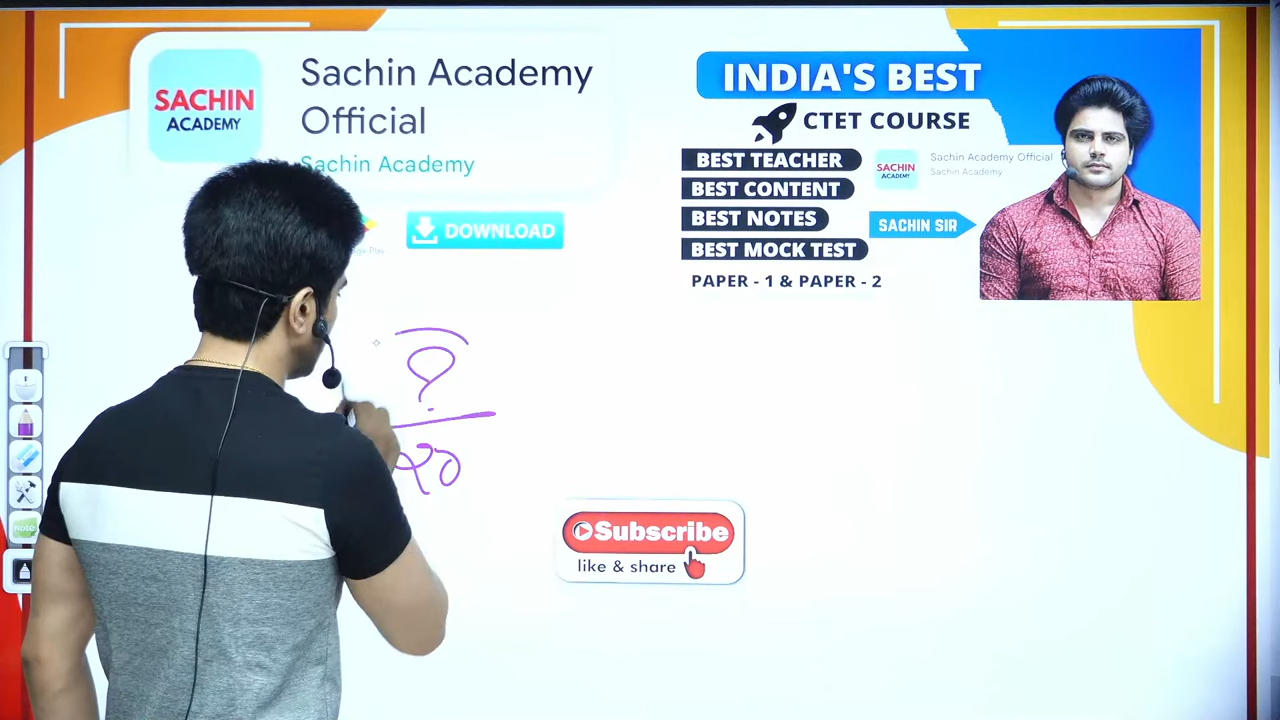 SACHIN
ACADEMY
Sachin Academy
Official
Sachin Academy
DOWNLOAD
INDIA'S BEST
CTET COURSE
BEST TEACHER
BEST CONTENT
BEST NOTES
BEST MOCK TEST
PAPER - 1 & PAPER - 2
SACHIN
ACADEMY
Sachin Academy Official
Sachin Academy
SACHIN SIR
?
२०
Subscribe
like & share
Note